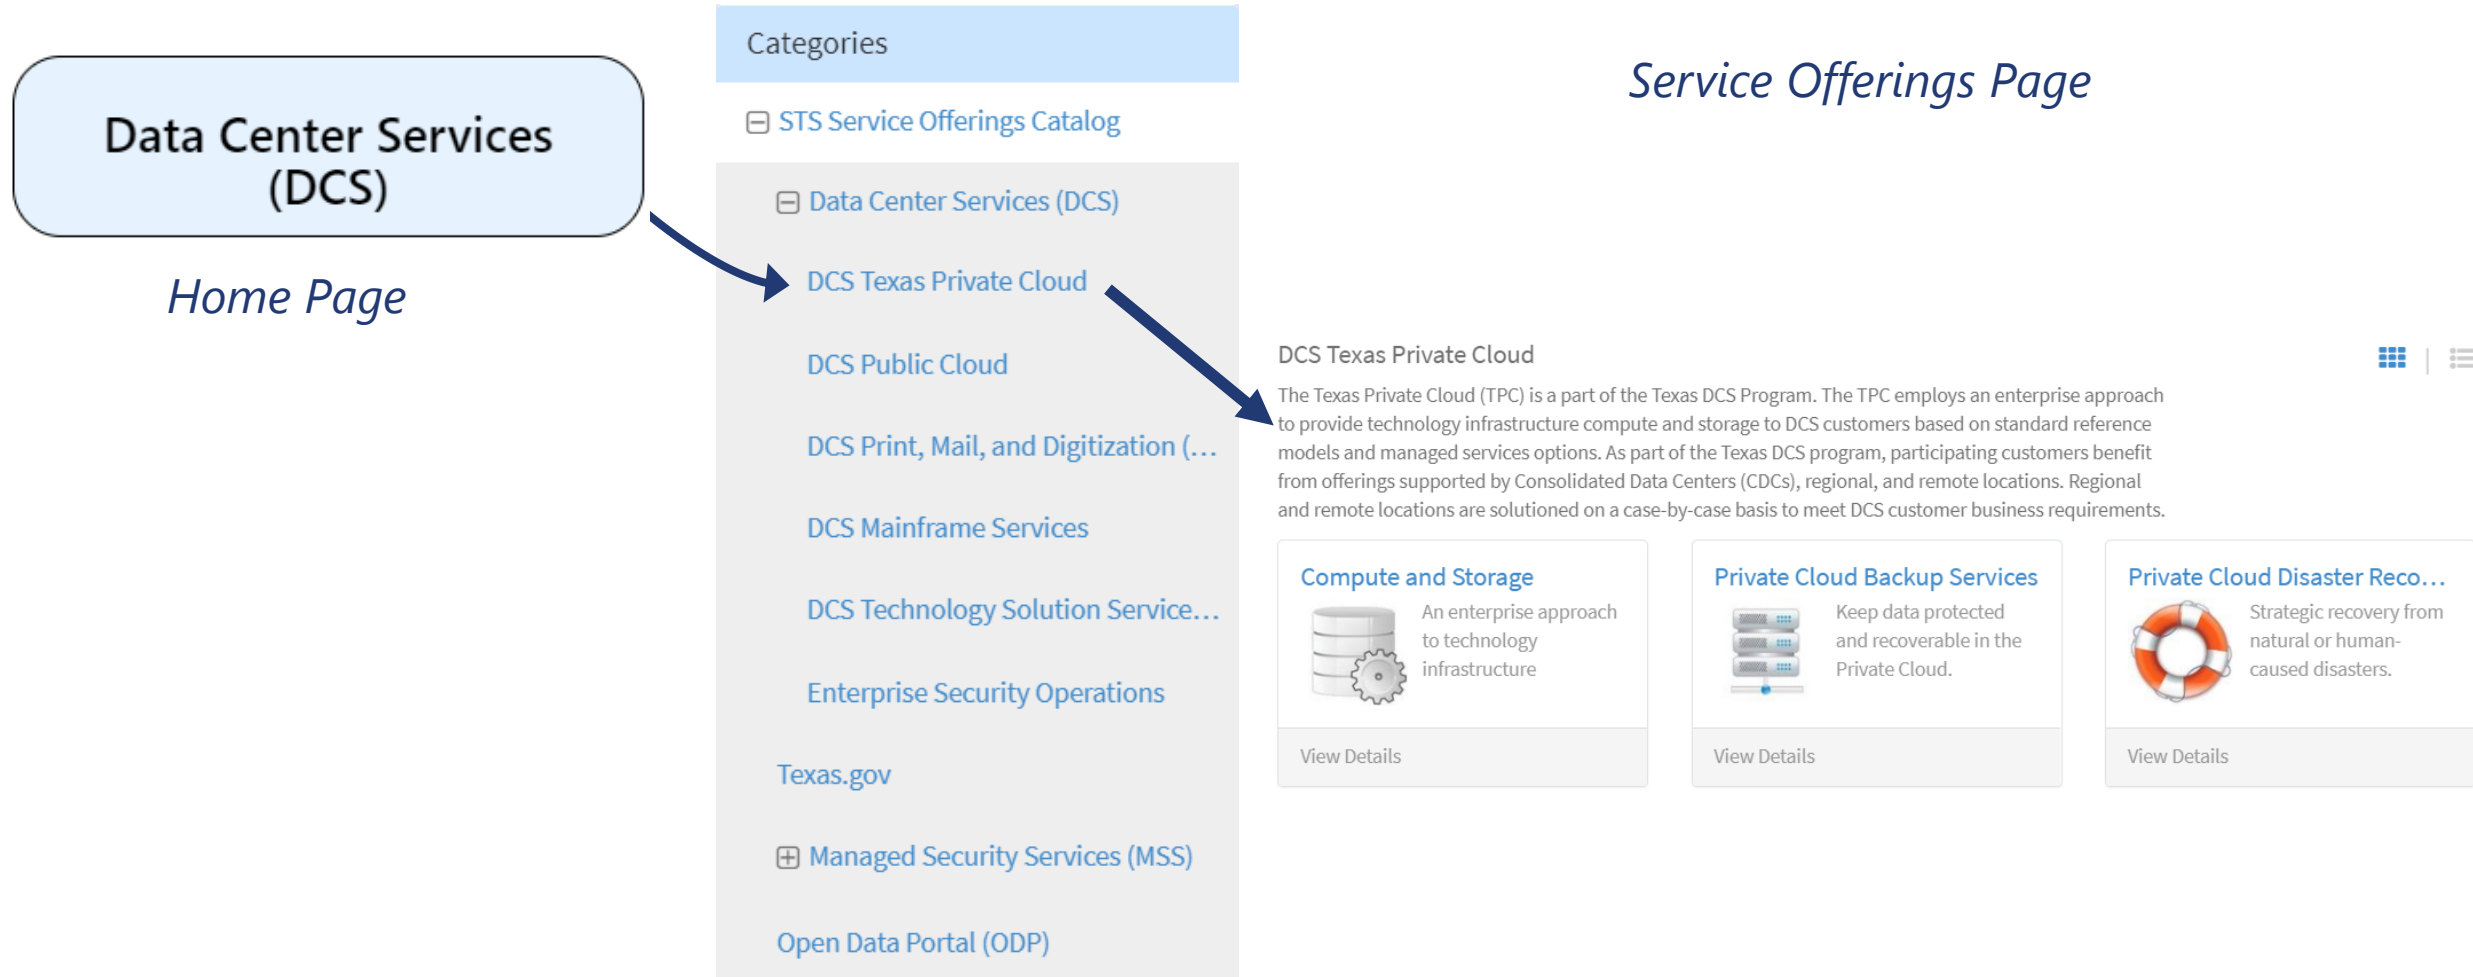 Data Center Services
(DCS)
Home Page
Categories
STS Service Offerings Catalog
Data Center Services (DCS)
DCS Texas Private Cloud
DCS Public Cloud
DCS Print, Mail, and Digitization (...
DCS Mainframe Services
DCS Technology Solution Service...
Enterprise Security Operations
Texas.gov
Managed Security Services (MSS)
Open Data Portal (ODP)
Service Offerings Page
DCS Texas Private Cloud
The Texas Private Cloud (TPC) is a part of the Texas DCS Program. The TPC employs an enterprise approach
to provide technology infrastructure compute and storage to DCS customers based on standard reference
models and managed services options. As part of the Texas DCS program, participating customers benefit
from offerings supported by Consolidated Data Centers (CDCs), regional, and remote locations. Regional
and remote locations are solutioned on a case-by-case basis to meet DCS customer business requirements.
Compute and Storage
An enterprise approach
to technology
infrastructure
View Details
Private Cloud Backup Services
Keep data protected
and recoverable in the
Private Cloud.
View Details
Private Cloud Disaster Reco...
Strategic recovery from
natural or human-
caused disasters.
View Details